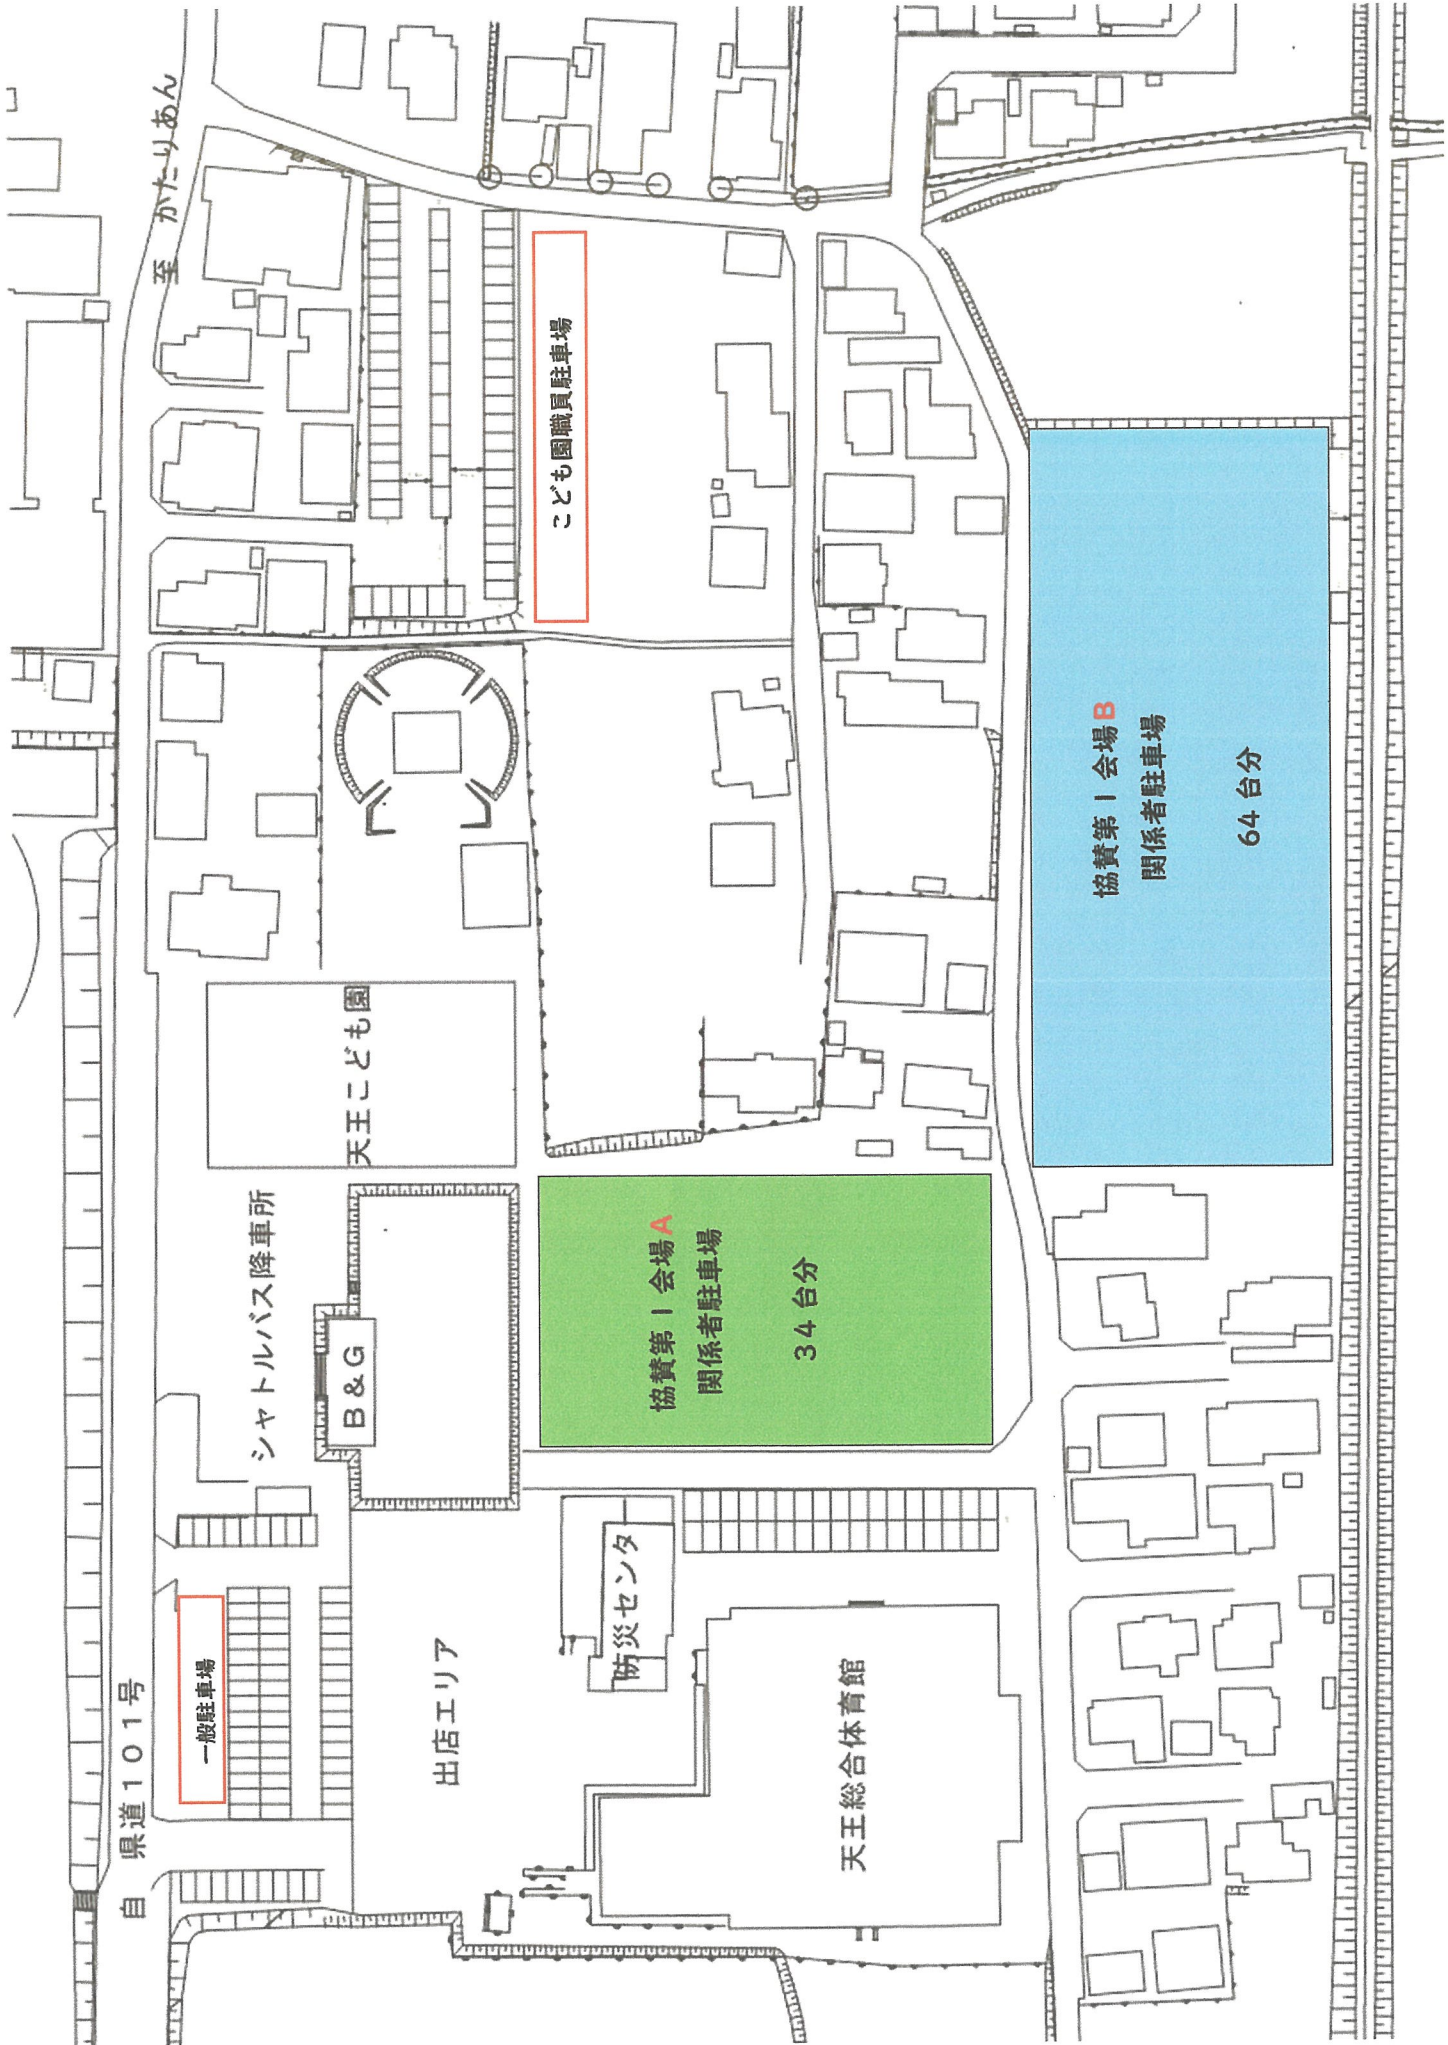 自 県道101号
至 かたりあん
一般駐車場
シャトルバス降車所
天王こども園
B&G
出店エリア
こども園職員駐車場
防災センタ
協賛第1会場A
関係者駐車場
34台分
天王総合体育館
協賛第1会場B
関係者駐車場
64台分